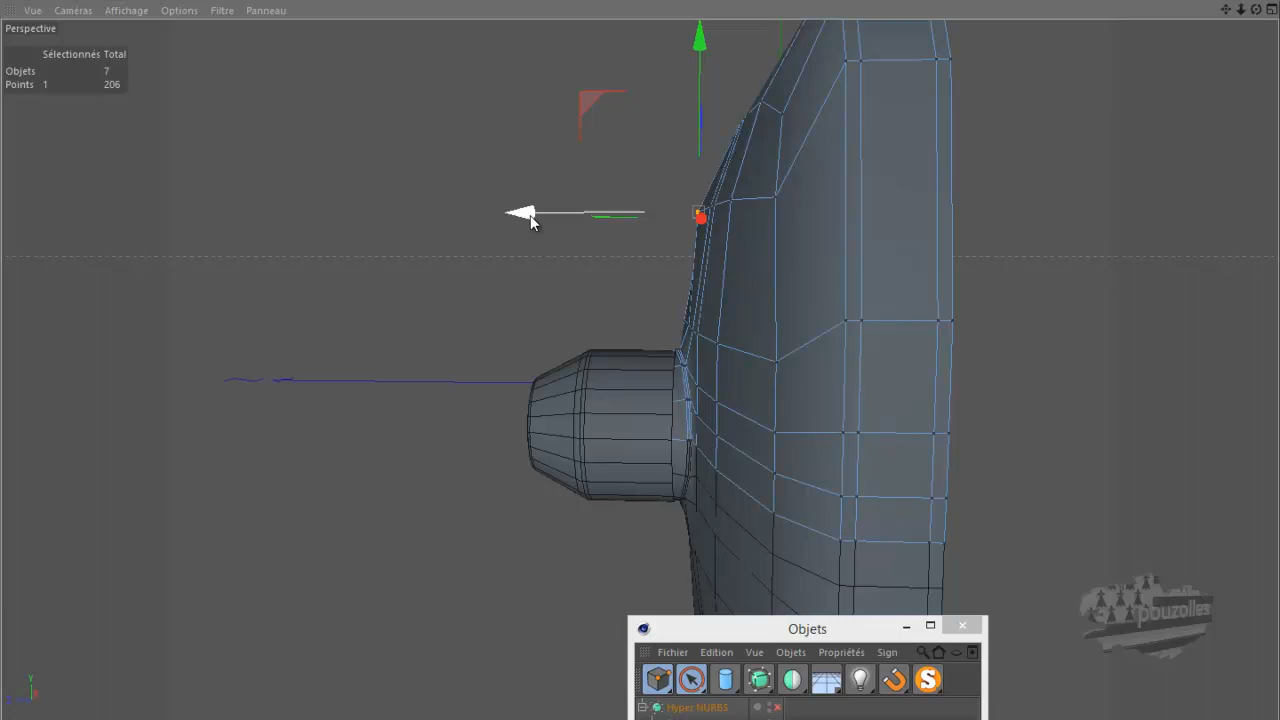 Vue Caméras Affichage Options Filtre Panneau
Perspective
Sélectionnés Total
Objets 7
Points 1 206
pouzolles
Objets
Fichier Edition Vue Objets Propriétés Sign
Hyper NURBS
Y